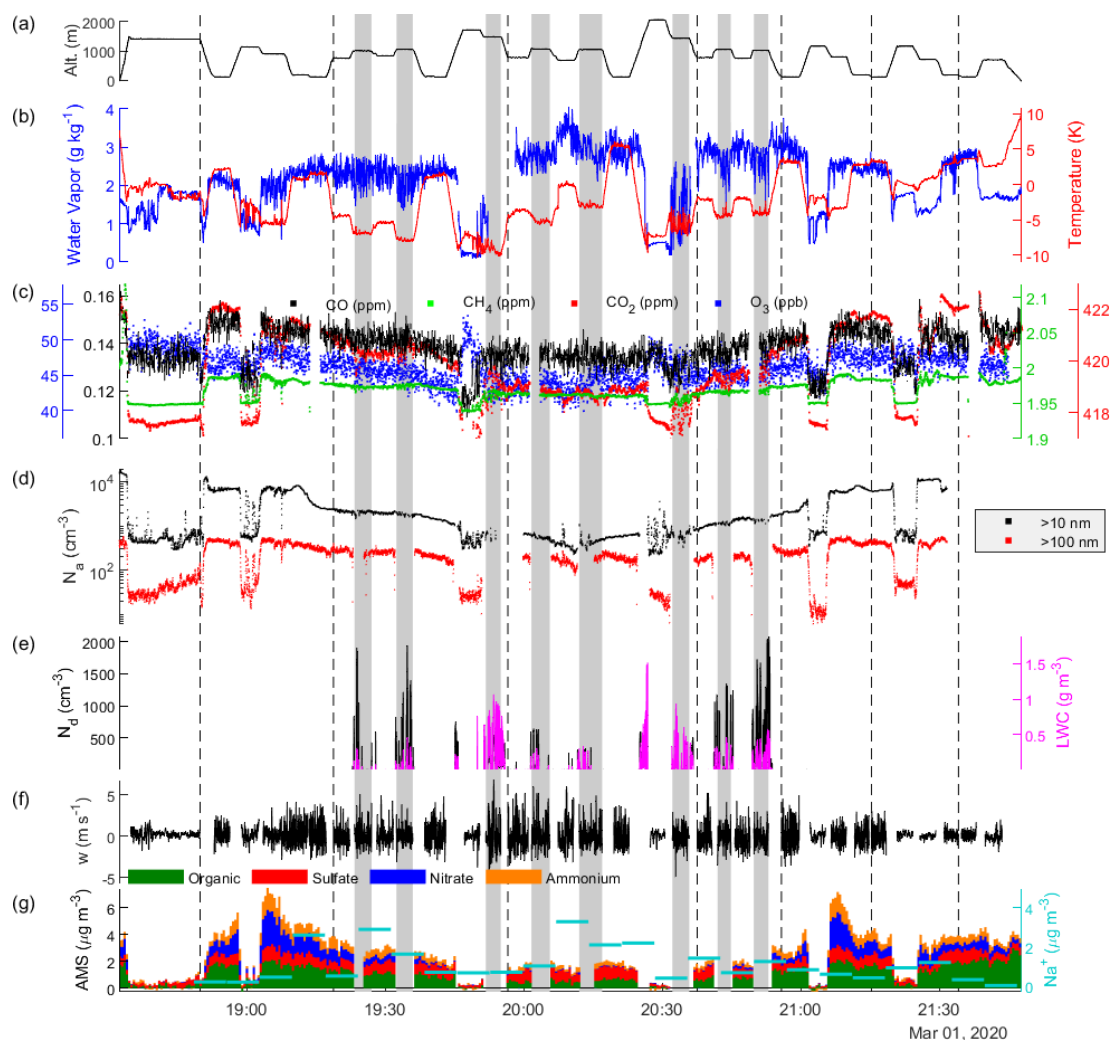 (a)
Alt. (m)
2000
1000
0
(b)
Water Vapor (g kg⁻¹)
4
3
2
1
0
10
5
0
-5
-10
Temperature (K)
(c)
55
50
45
40
0.16
0.14
0.12
0.1
CO (ppm) CH₄ (ppm) CO₂ (ppm) O₃ (ppb)
2.1
2.05
2
1.95
1.9
422
420
418
(d)
Nₐ (cm⁻³)
10⁴
10²
>10 nm
>100 nm
(e)
N_d (cm⁻³)
2000
1500
1000
500
1.5
1
0.5
LWC (g m⁻³)
(f)
w (m s⁻¹)
5
0
-5
Organic Sulfate Nitrate Ammonium
(g)
AMS (μg m⁻³)
6
4
2
0
4
2
0
Na⁺ (μg m⁻³)
19:00 19:30 20:00 20:30 21:00 21:30
Mar 01, 2020